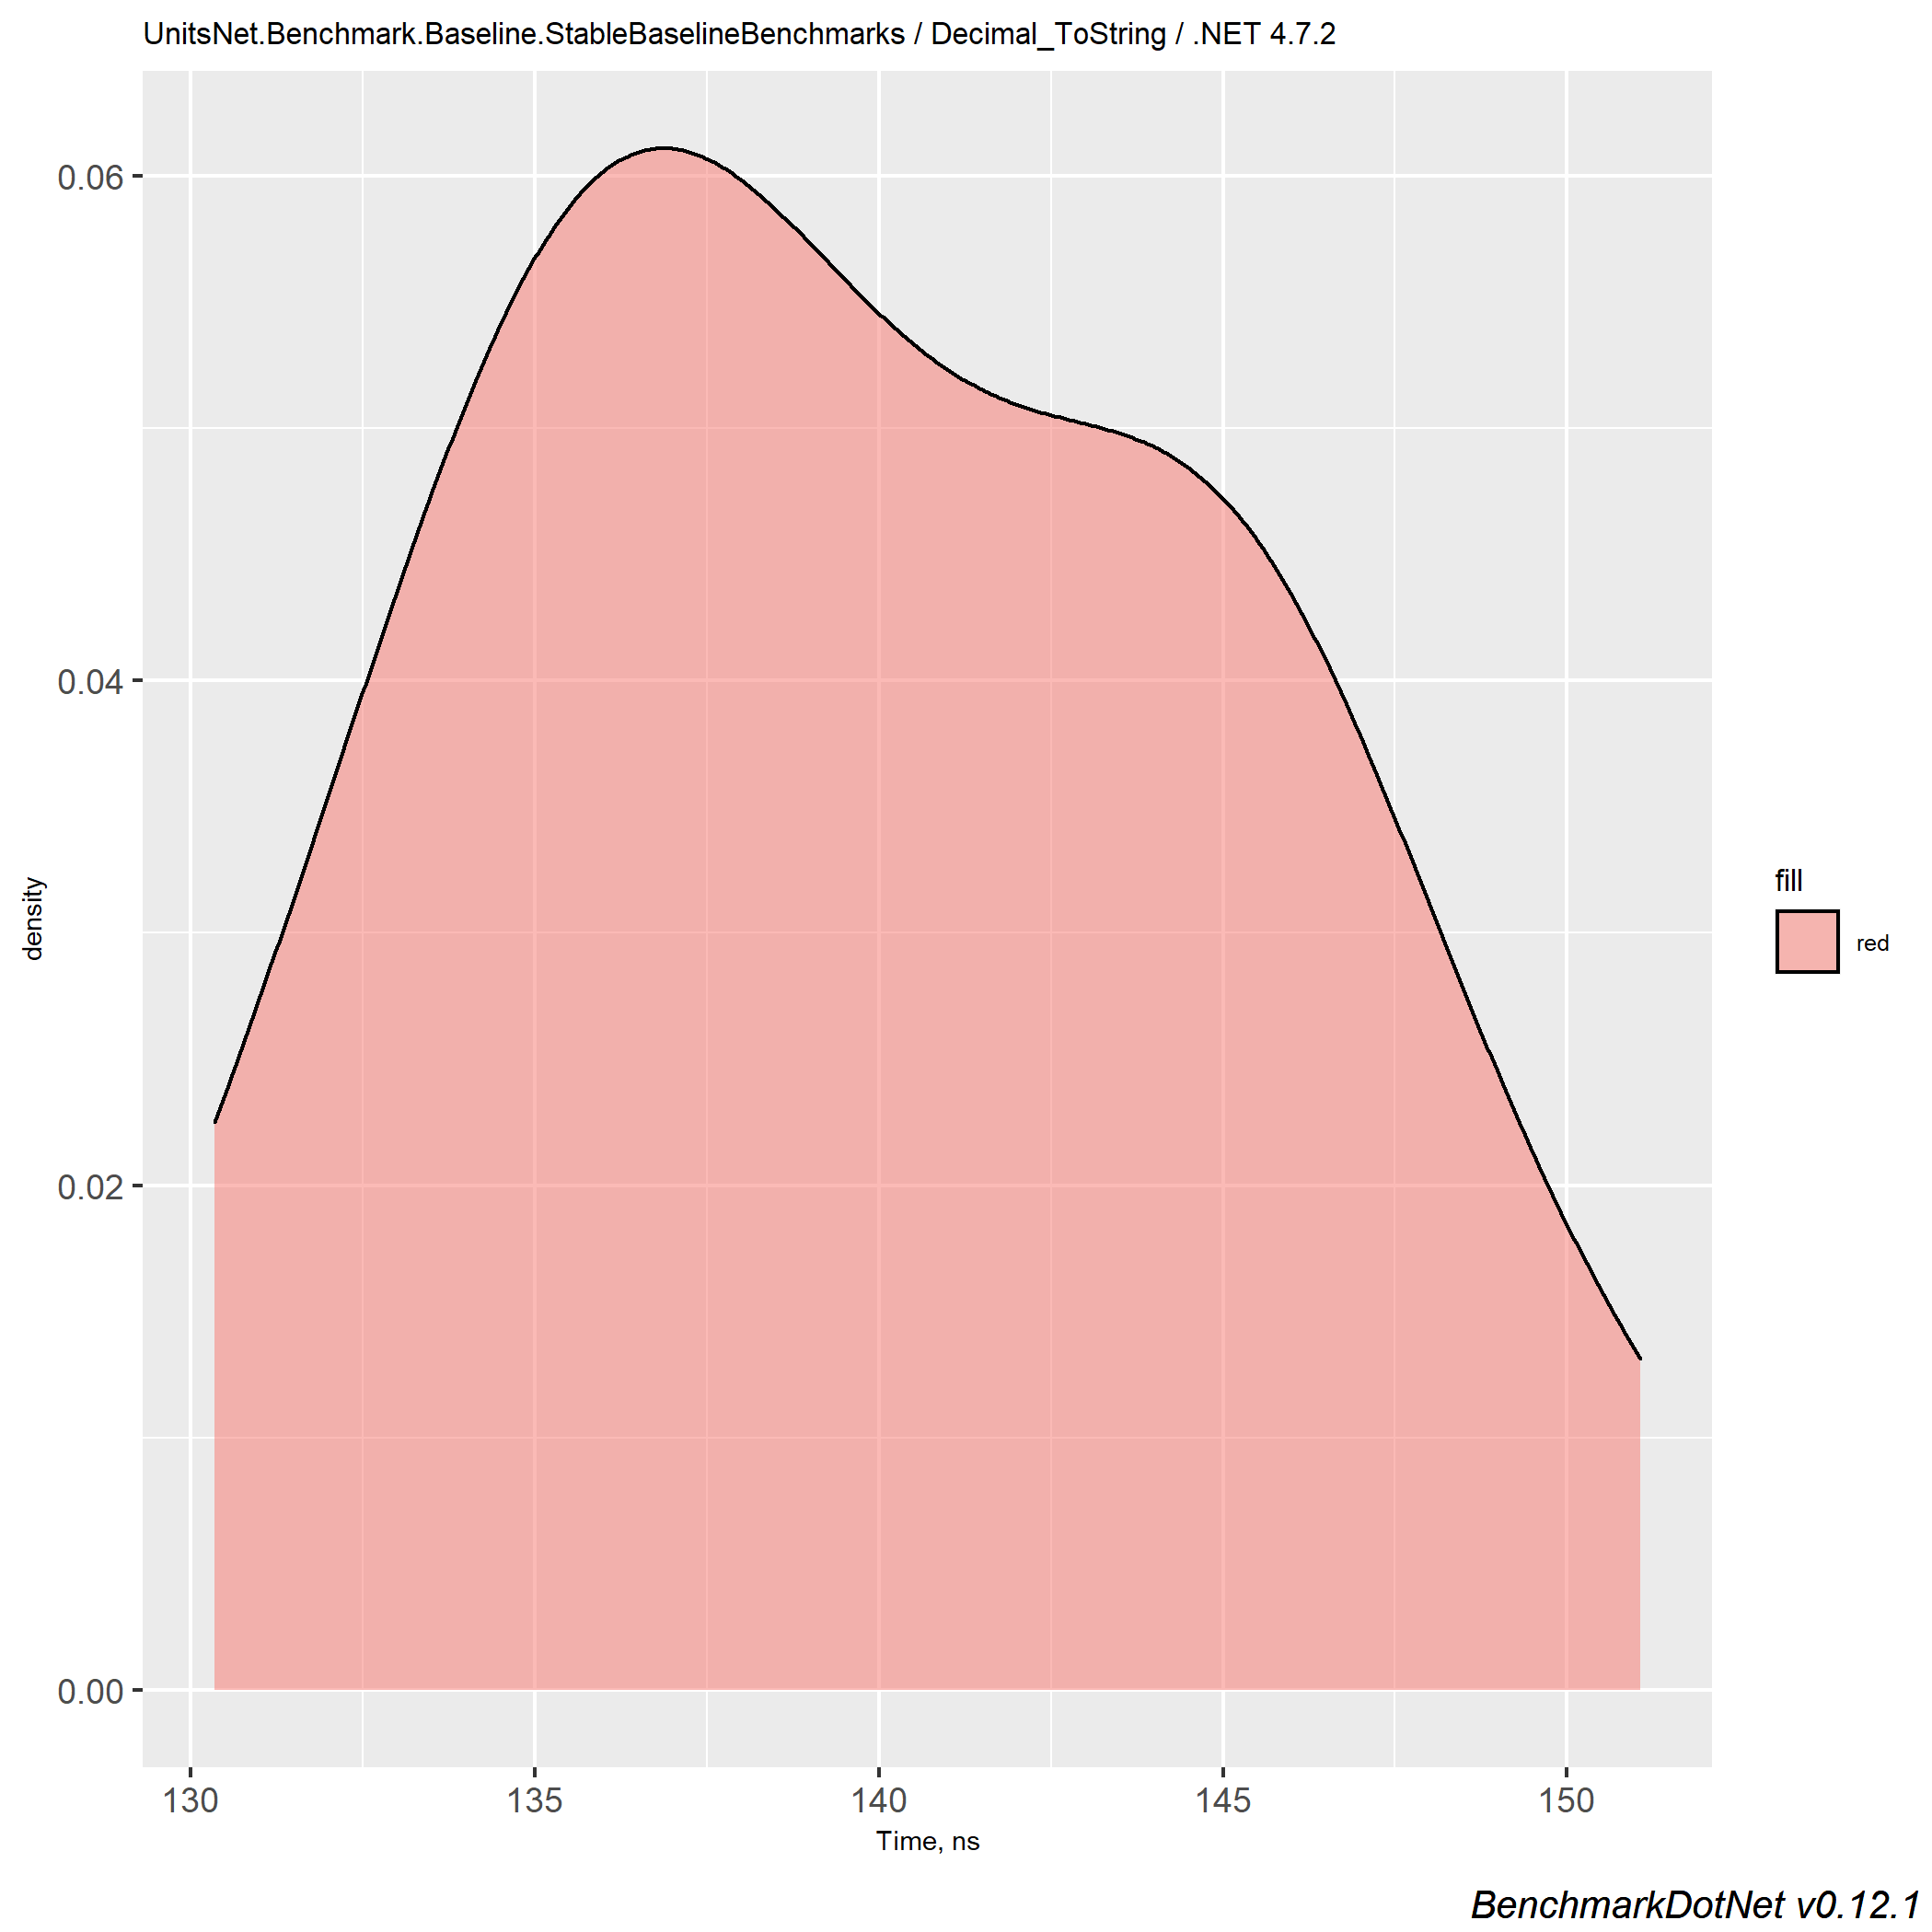 UnitsNet.Benchmark.Baseline.StableBaselineBenchmarks / Decimal_ToString / .NET 4.7.2
0.06
0.04
0.02
0.00
density
130 135 140 145 150
Time, ns
fill
red
BenchmarkDotNet v0.12.1